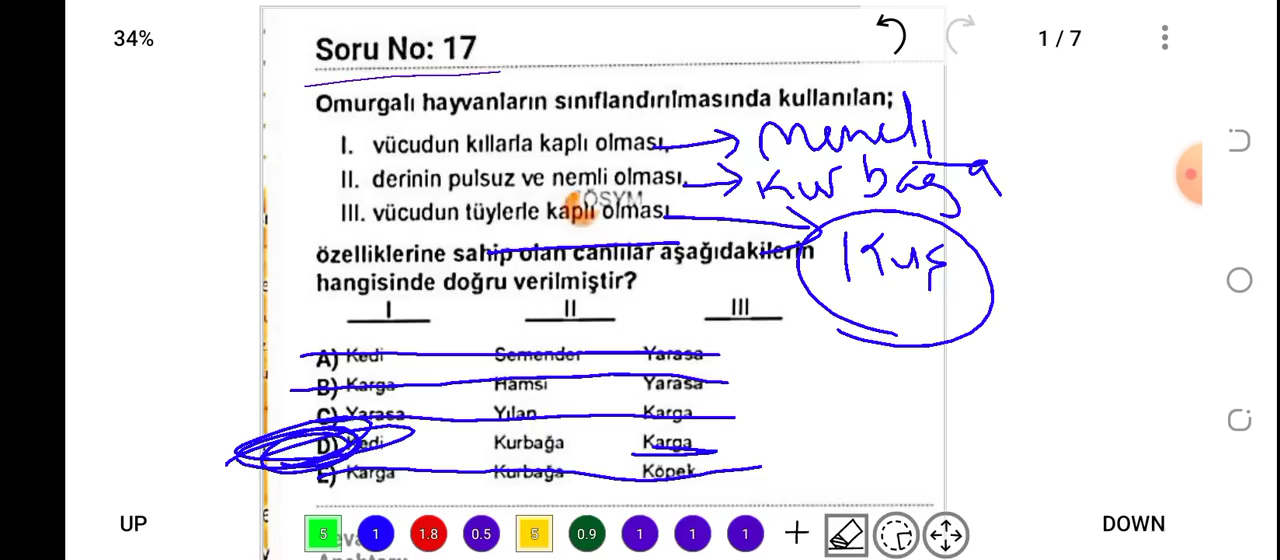 34%
1 / 7
Soru No: 17
Omurgalı hayvanların sınıflandırılmasında kullanılan;
I. vücudun kıllarla kaplı olması, → memeli
II. derinin pulsuz ve nemli olması, → Kurbağa
ÖSYM
III. vücudun tüylerle kaplı olması → Kuş
özelliklerine sahip olan canlılar aşağıdakilerin
hangisinde doğru verilmiştir?
I II III
A) Kedi Semender Yarasa
B) Karga Hamsi Yarasa
C) Yarasa Yılan Karga
D) Kedi Kurbağa Karga
E) Karga Kurbağa Köpek
UP 5 1 1.8 0.5 5 0.9 1 1 1 DOWN